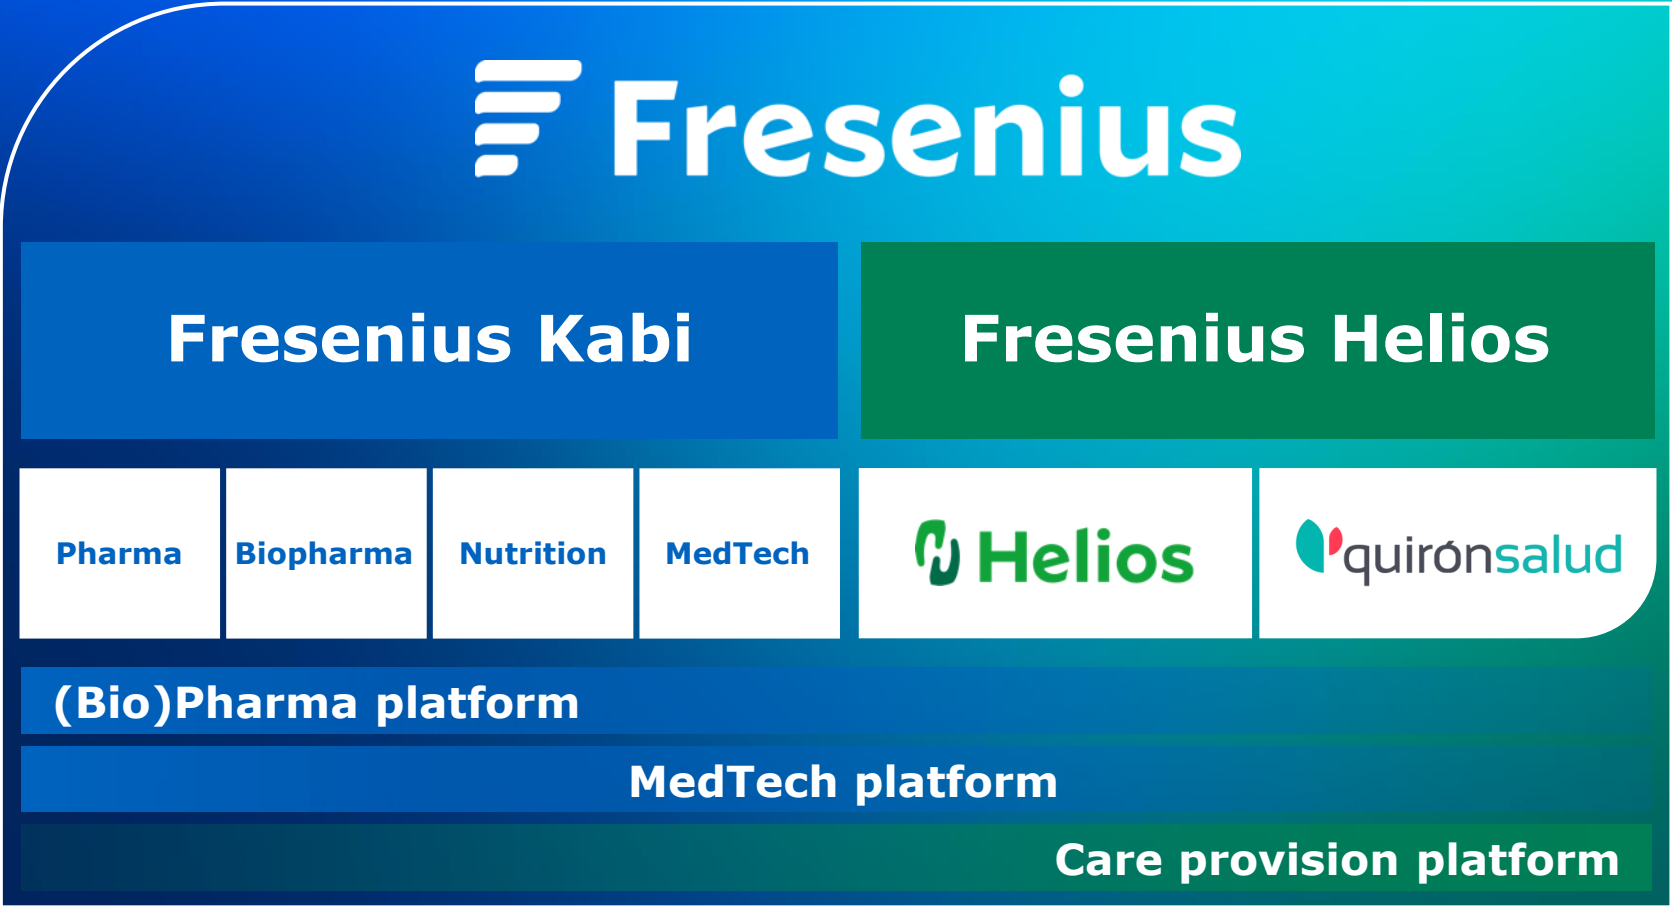 Fresenius
Fresenius Kabi
Fresenius Helios
Pharma
Biopharma
Nutrition
MedTech
Helios
quirónsalud
(Bio)Pharma platform
MedTech platform
Care provision platform